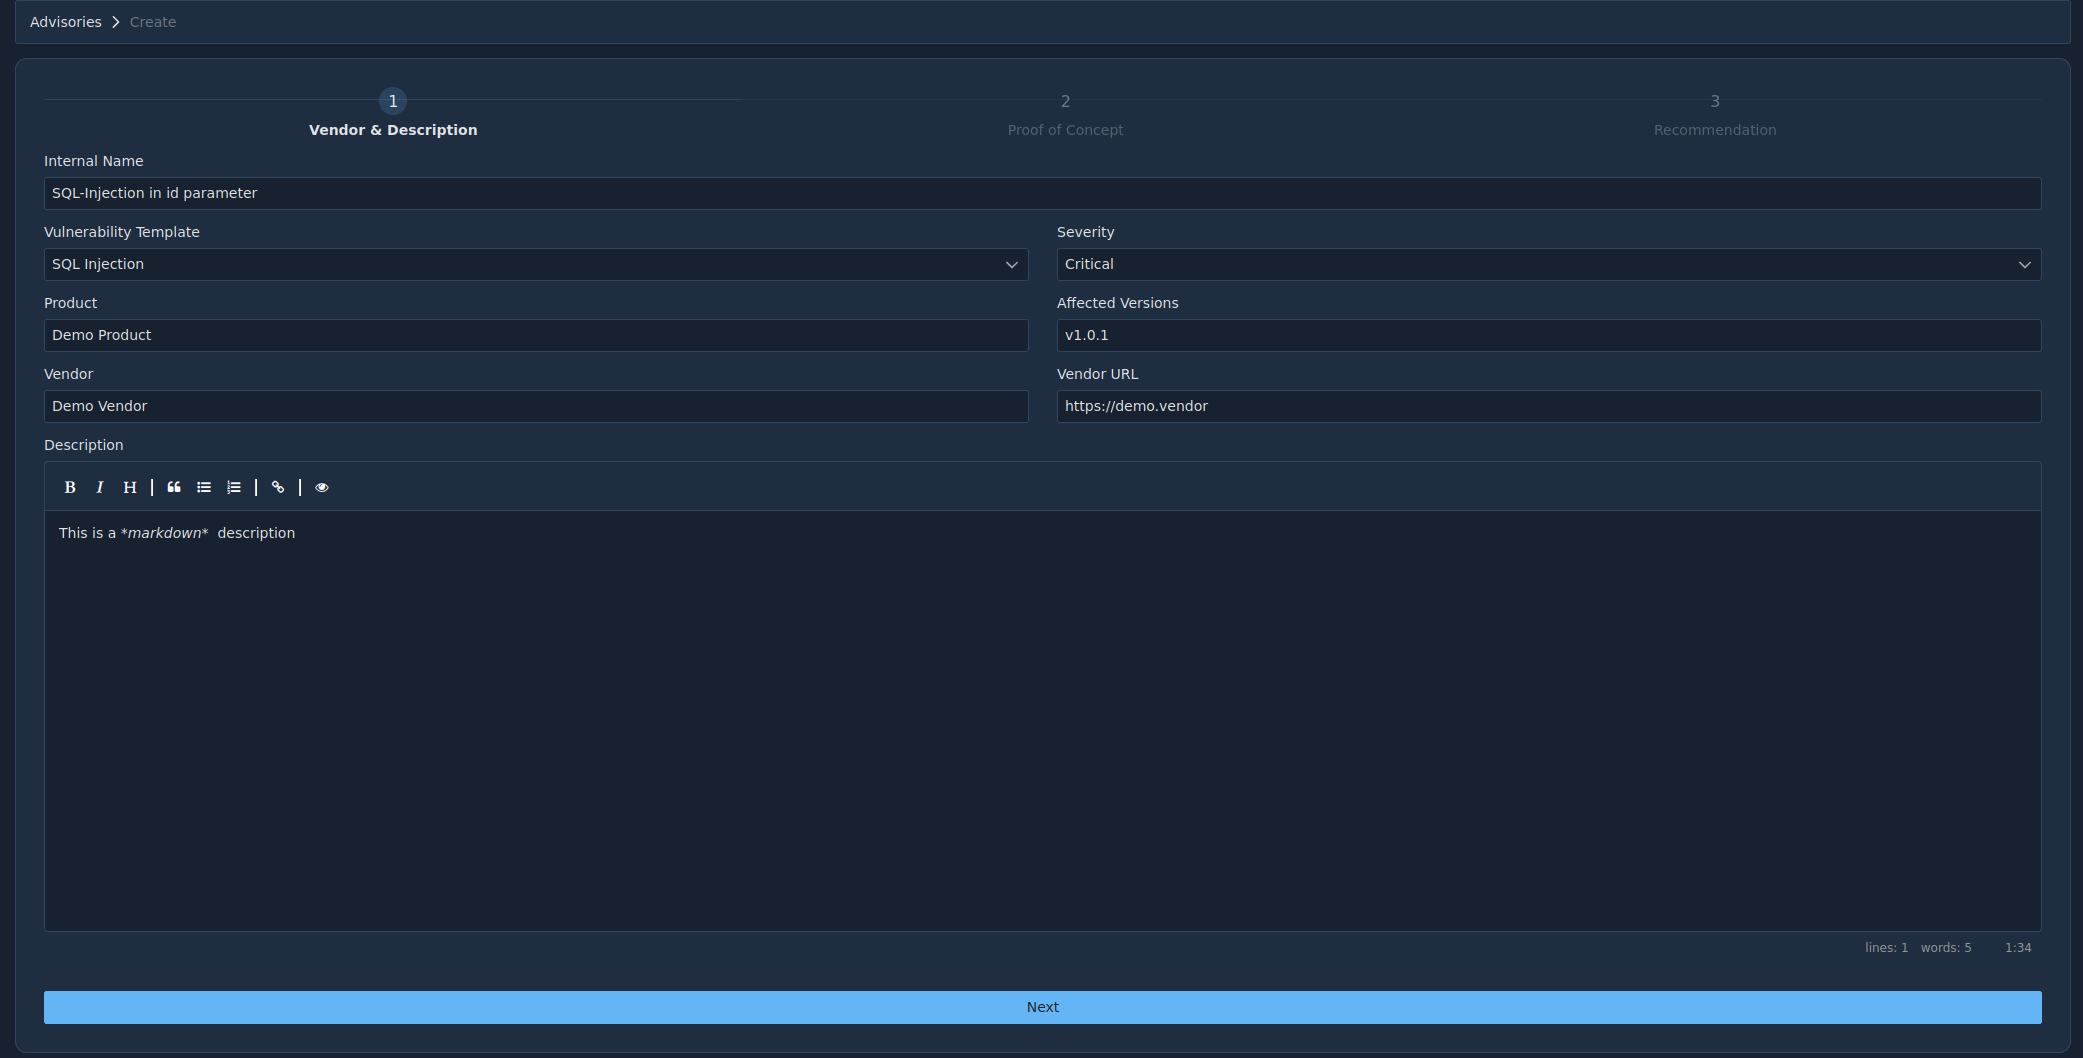 Advisories > Create
1 2 3
Vendor & Description Proof of Concept Recommendation
Internal Name
SQL-Injection in id parameter
Vulnerability Template Severity
SQL Injection Critical
Product Affected Versions
Demo Product v1.0.1
Vendor Vendor URL
Demo Vendor https://demo.vendor
Description
B I H
This is a *markdown*  description
lines: 1 words: 5 1:34
Next